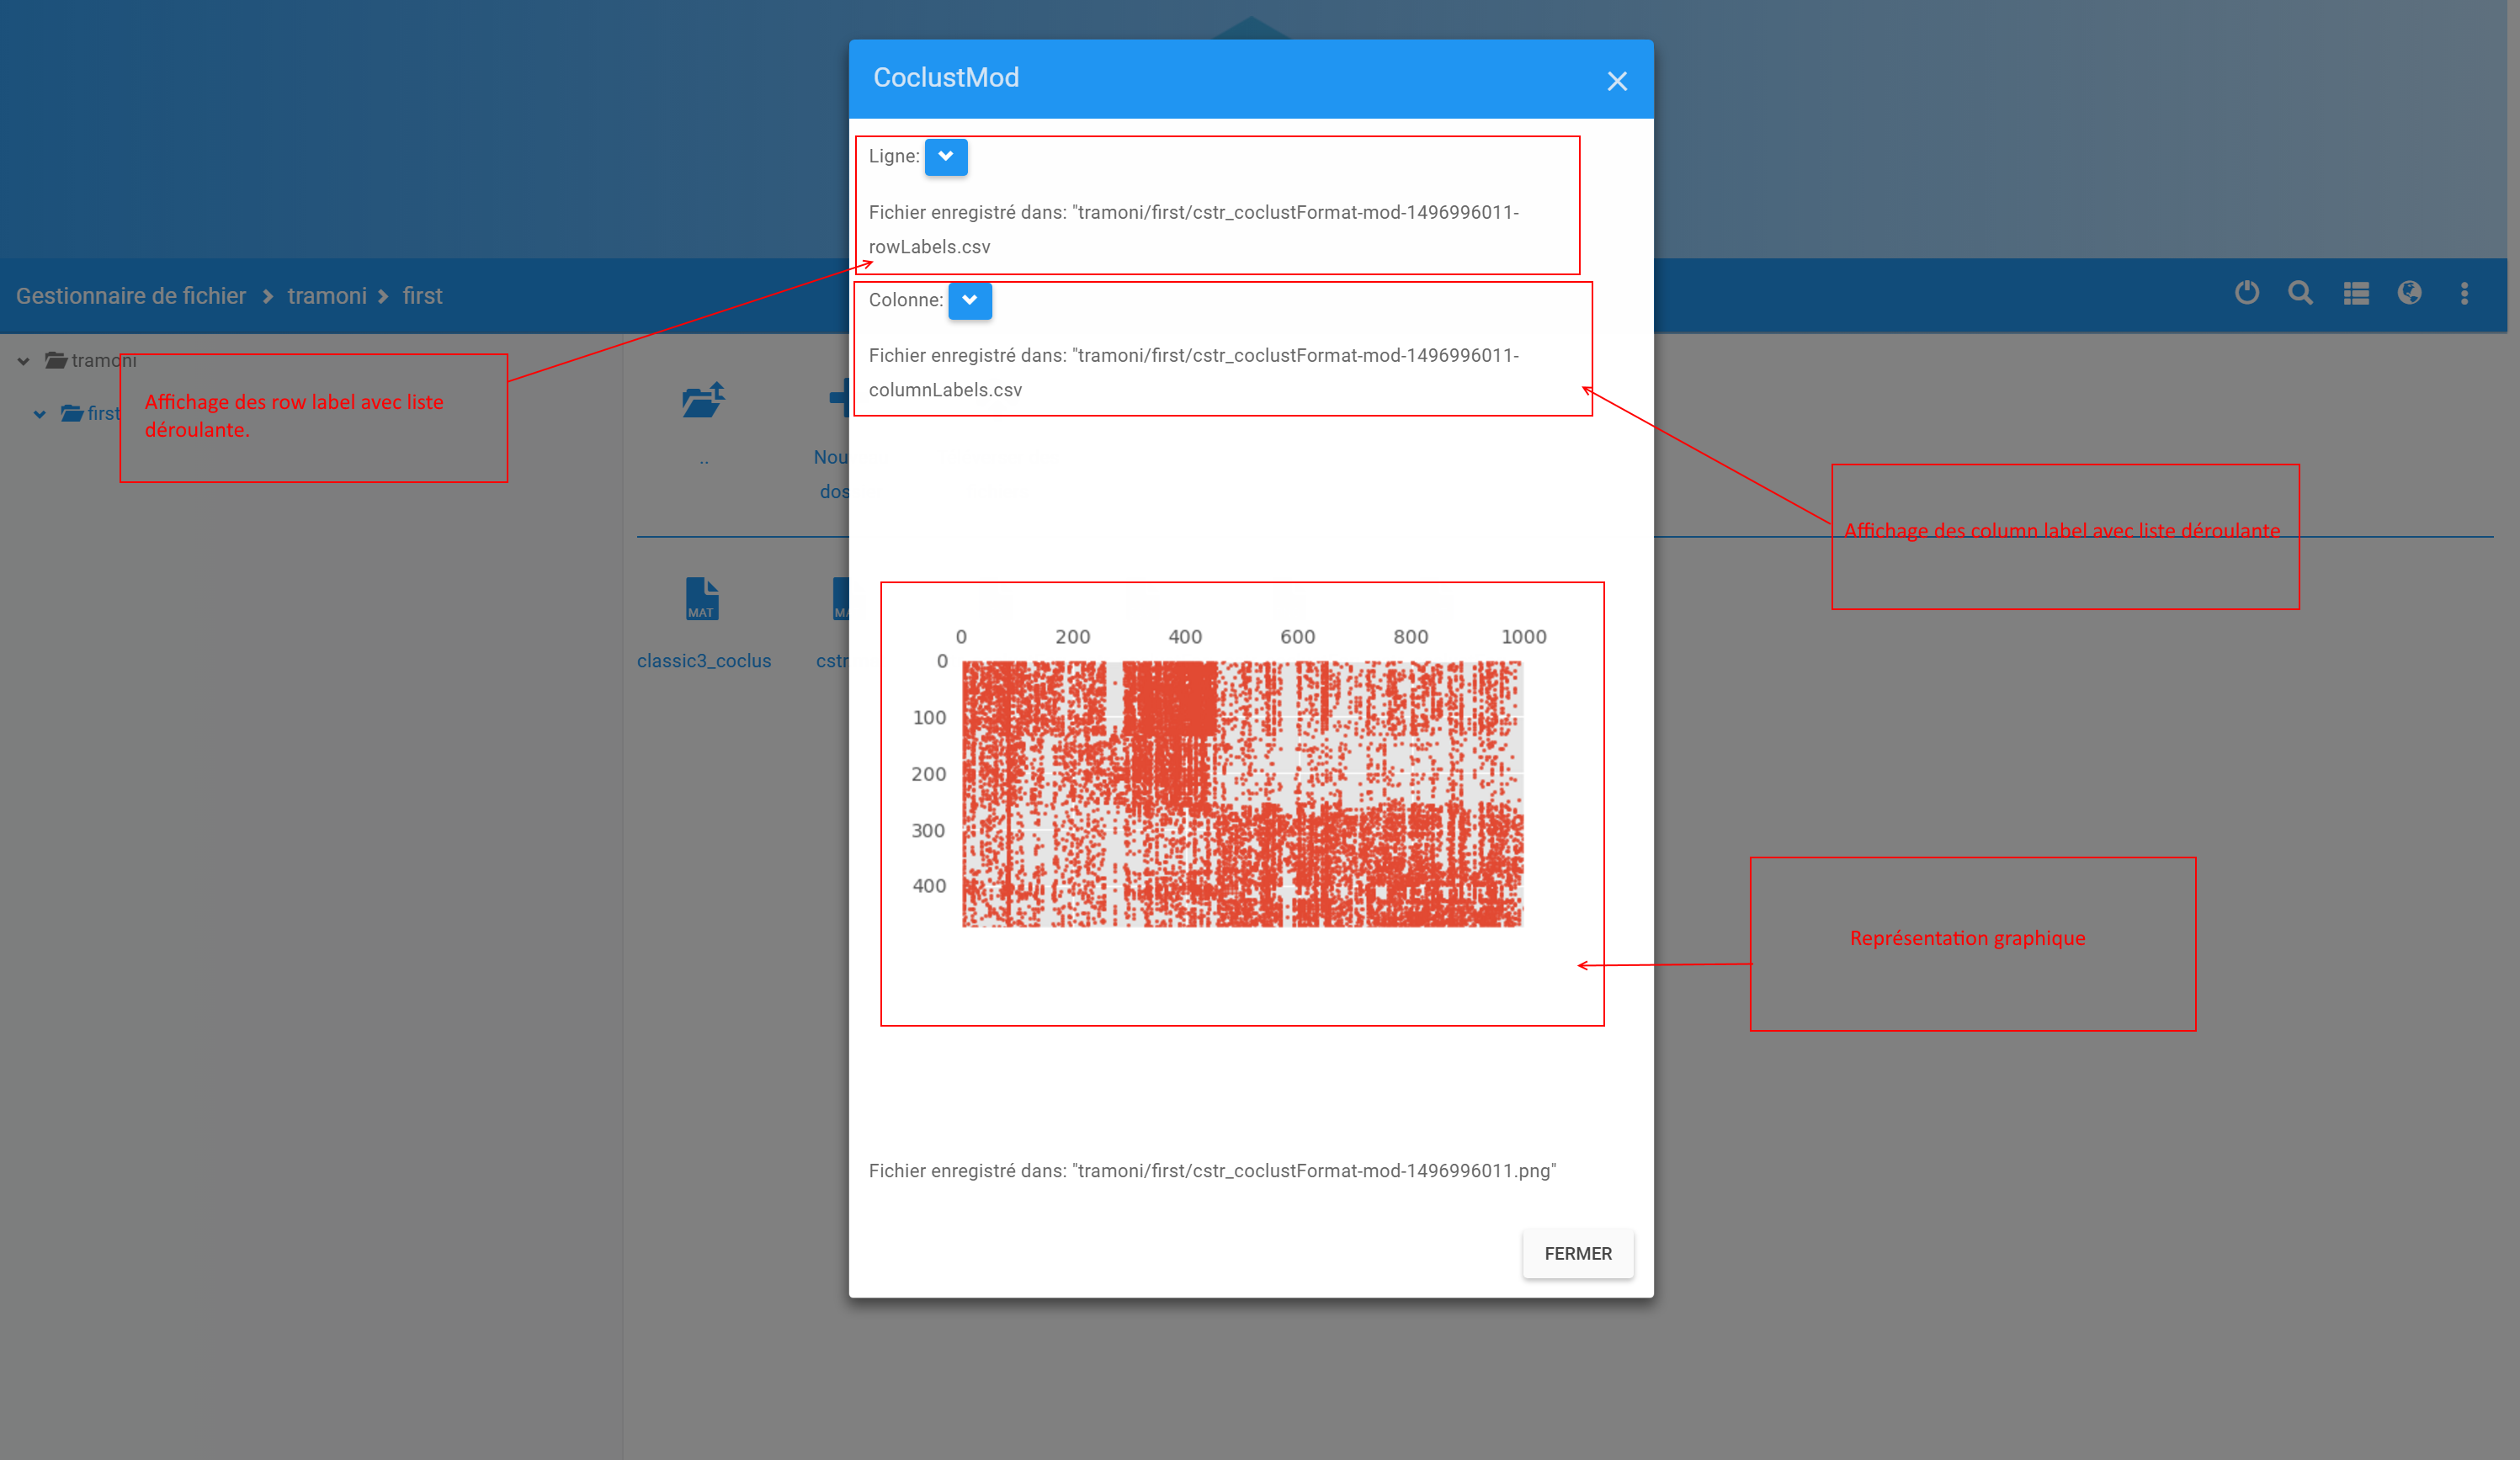 CoclustMod
Ligne:
Fichier enregistré dans: "tramoni/first/cstr_coclustFormat-mod-1496996011-
rowLabels.csv
Colonne:
Fichier enregistré dans: "tramoni/first/cstr_coclustFormat-mod-1496996011-
columnLabels.csv
Gestionnaire de fichier tramoni first
tramoni
first
Affichage des row label avec liste
déroulante.
..
Nou
dos
Affichage des column label avec liste déroulante
MAT
MA
classic3_coclus
cstr
0 200 400 600 800 1000
0
100
200
300
400
Représentation graphique
Fichier enregistré dans: "tramoni/first/cstr_coclustFormat-mod-1496996011.png"
FERMER